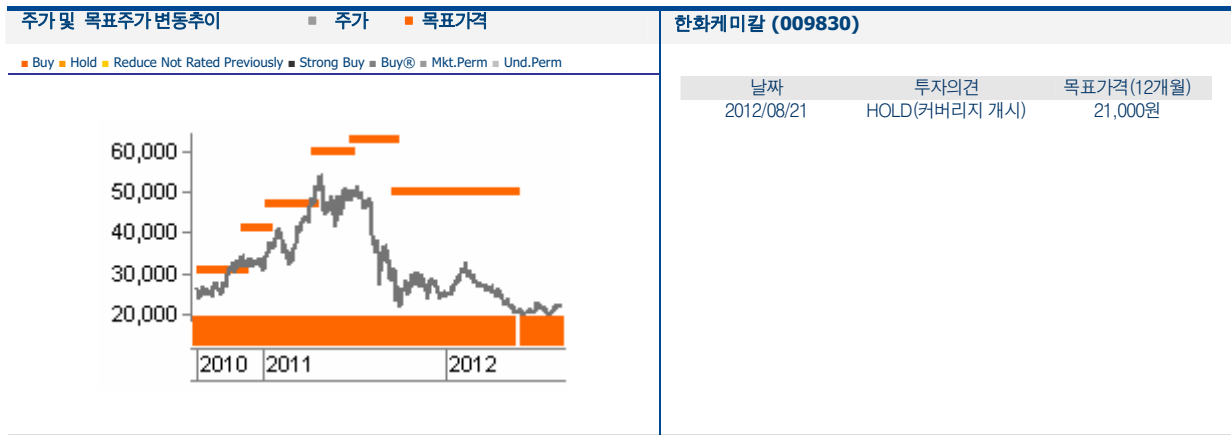 주가 및 목표주가 변동추이 ■ 주가 ■ 목표가격
■ Buy ■ Hold ■ Reduce Not Rated Previously ■ Strong Buy ■ Buy® ■ Mkt.Perm ■ Und.Perm
60,000
50,000
40,000
30,000
20,000
2010 2011 2012
한화케미칼 (009830)
날짜 투자의견 목표가격(12개월)
2012/08/21 HOLD(커버리지 개시) 21,000원